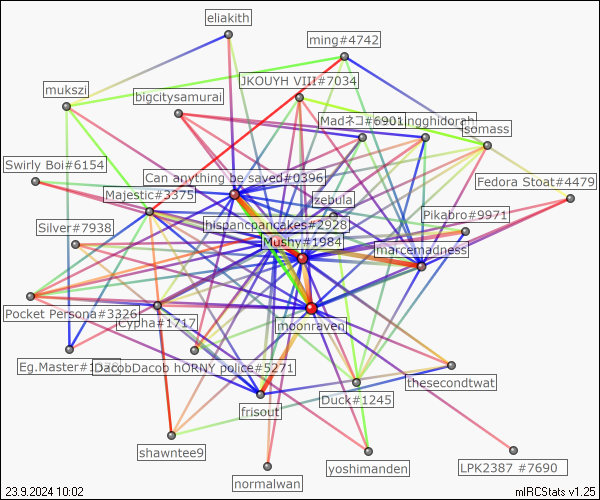 eliakith
ming#4742
JKOUYH VIII#7034
mukszi
bigcitysamurai
Madネコ#6901
ingghidorah
somass
Swirly Boi#6154
Can anything be saved#0396
Fedora Stoat#4479
Majestic#3375
zebula
Pikabro#9971
Silver#7938
hispancpancakes#2928
Mushy#1984
marcemadness
Pocket Persona#3326
Cypha#1717
moonraven
Eg.Master#1
DacobDacob hORNY police#5271
thesecondtwat
frisout
Duck#1245
shawntee9
normalwan
yoshimanden
LPK2387 #7690
23.9.2024 10:02
mIRCStats v1.25